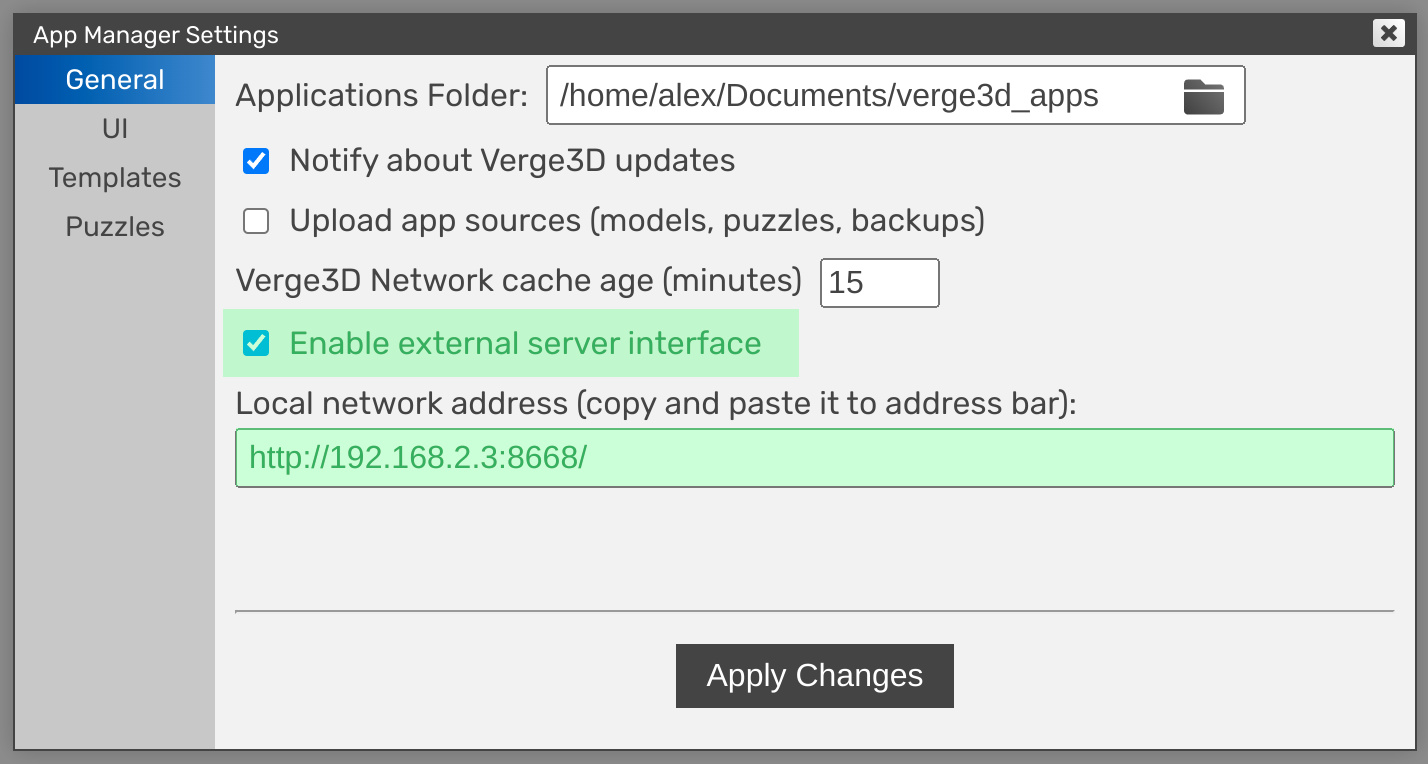 App Manager Settings
General
UI
Templates
Puzzles
Applications Folder: /home/alex/Documents/verge3d_apps
Notify about Verge3D updates
Upload app sources (models, puzzles, backups)
Verge3D Network cache age (minutes) 15
Enable external server interface
Local network address (copy and paste it to address bar):
http://192.168.2.3:8668/
Apply Changes